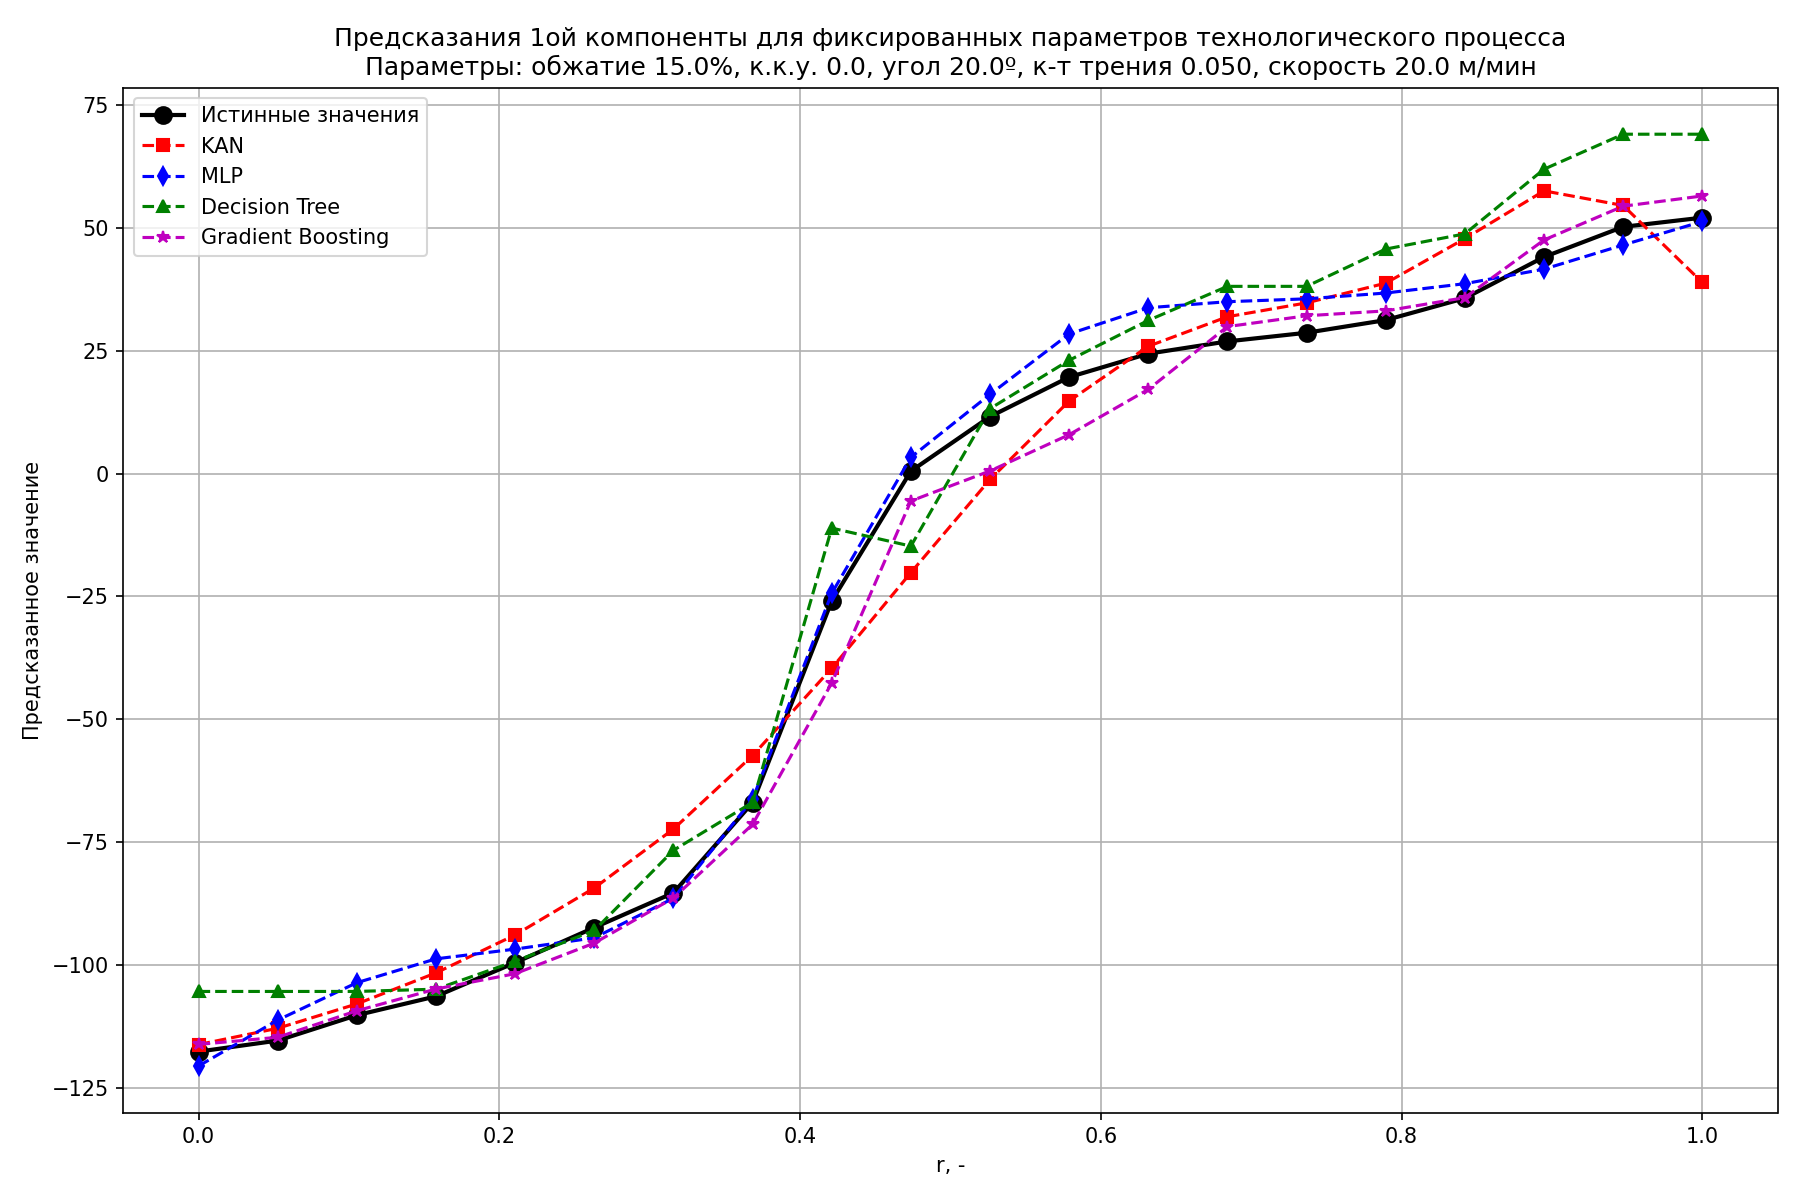 Предсказания 1ой компоненты для фиксированных параметров технологического процесса
Параметры: обжатие 15.0%, к.к.у. 0.0, угол 20.0º, к-т трения 0.050, скорость 20.0 м/мин
Истинные значения
KAN
MLP
Decision Tree
Gradient Boosting
Предсказанное значение
75
50
25
0
−25
−50
−75
−100
−125
0.0
0.2
0.4
0.6
0.8
1.0
r, -